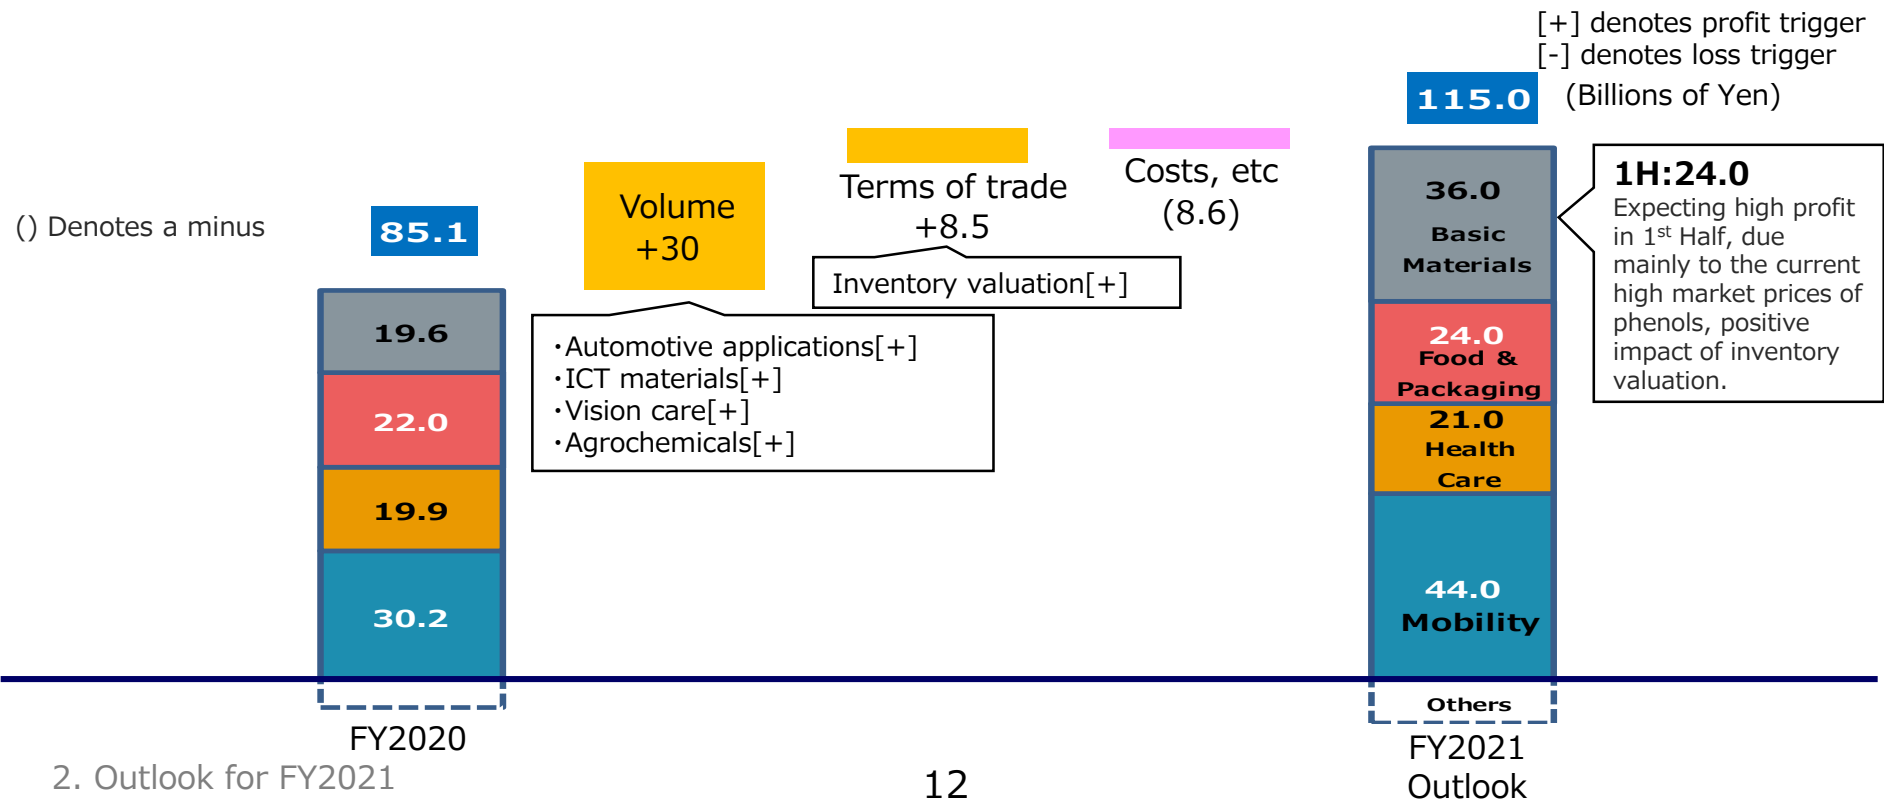 [+] denotes profit trigger
[-] denotes loss trigger
(Billions of Yen)
() Denotes a minus
85.1
19.6
22.0
19.9
30.2
FY2020
Volume
+30
・Automotive applications[+]
・ICT materials[+]
・Vision care[+]
・Agrochemicals[+]
Terms of trade
+8.5
Inventory valuation[+]
Costs, etc
(8.6)
115.0
36.0
Basic
Materials
24.0
Food &
Packaging
21.0
Health
Care
44.0
Mobility
Others
FY2021
Outlook
1H:24.0
Expecting high profit
in 1st Half, due
mainly to the current
high market prices of
phenols, positive
impact of inventory
valuation.
2. Outlook for FY2021
12